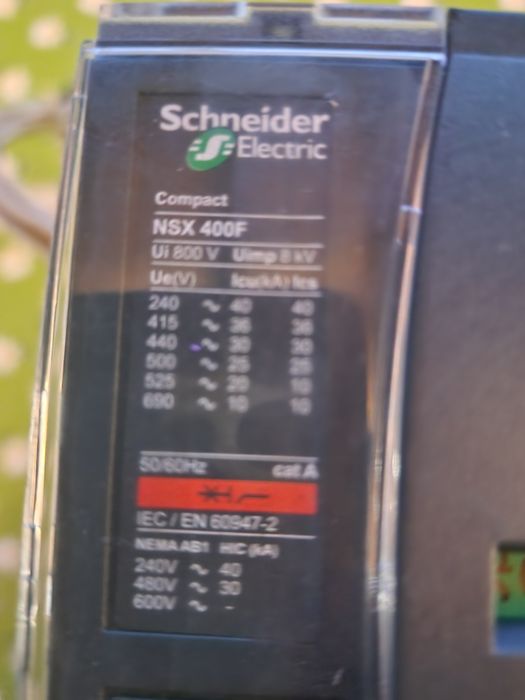 Schneider
Electric
Compact
NSX 400F
Ui 800 V Uimp 8 kV
Ue(V) Icu(kA) Ics
240 ~ 40 40
415 ~ 36 36
440 ~ 30 30
500 ~ 25 25
525 ~ 20 10
690 ~ 10 10
50/60Hz cat A
IEC / EN 60947-2
NEMA AB1 HIC (kA)
240V ~ 40
480V ~ 30
600V ~ -